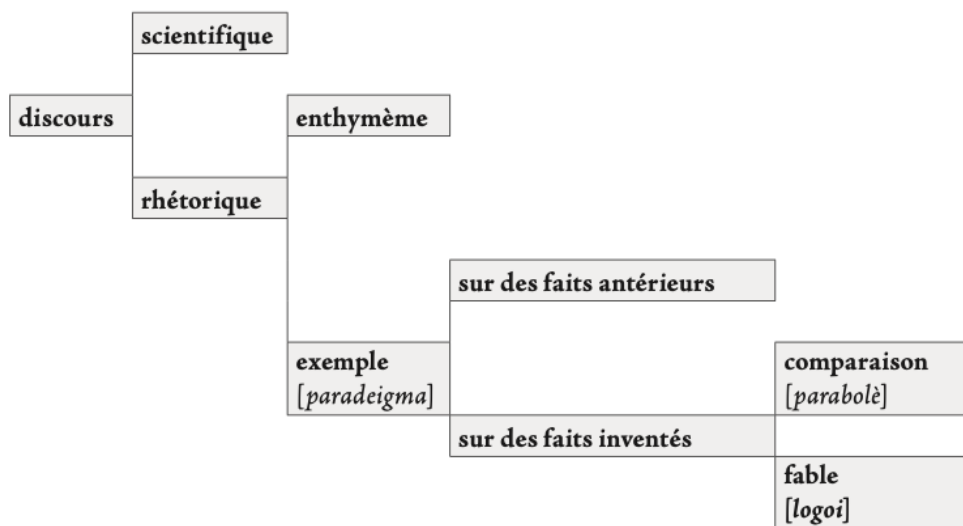 scientifique
discours
enthymème
rhétorique
sur des faits antérieurs
exemple
[paradeigma]
comparaison
[parabolè]
sur des faits inventés
fable
[logoi]